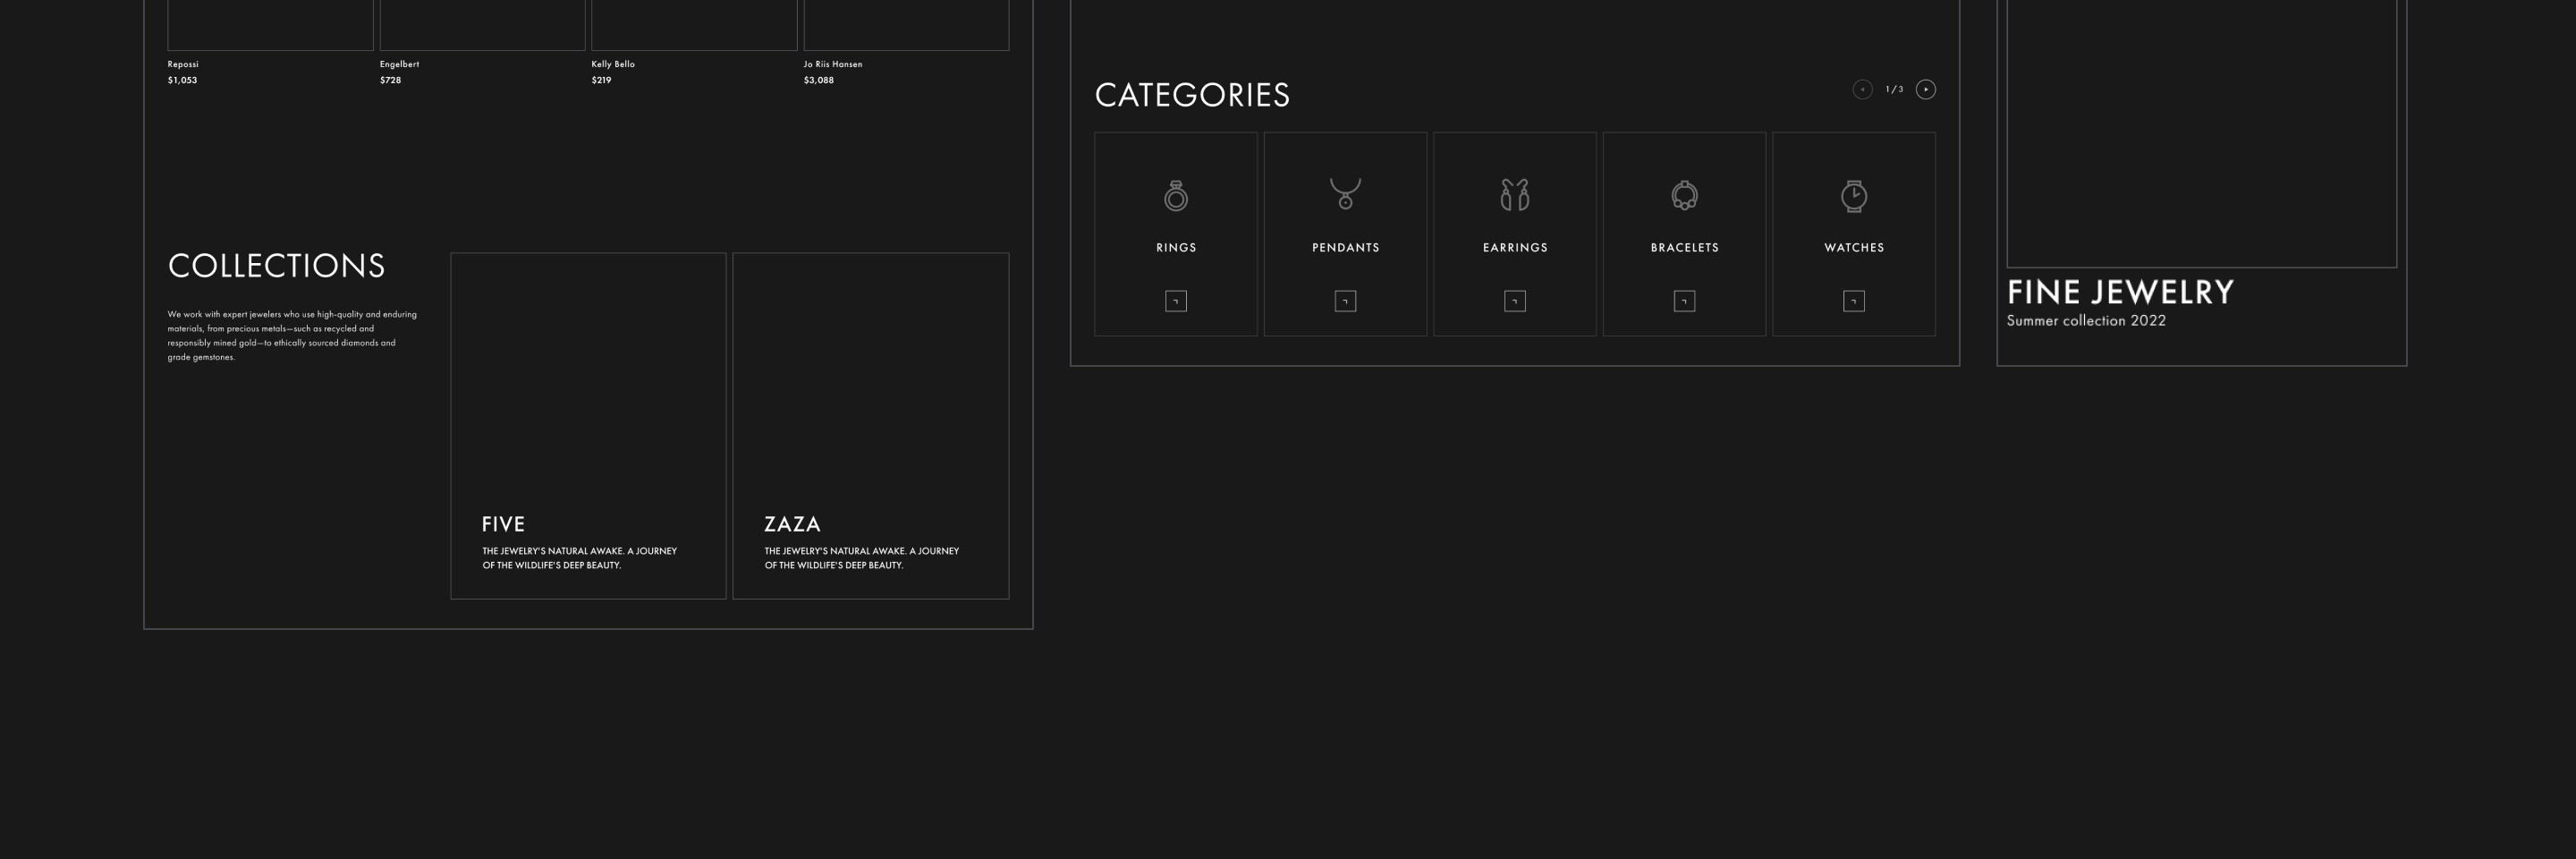 Repossi
$1,053
Engelbert
$728
Kelly Bello
$219
Jo Riis Hansen
$3,088
COLLECTIONS
We work with expert jewelers who use high-quality and enduring
materials, from precious metals—such as recycled and
responsibly mined gold—to ethically sourced diamonds and
grade gemstones.
FIVE
THE JEWELRY'S NATURAL AWAKE. A JOURNEY
OF THE WILDLIFE'S DEEP BEAUTY.
ZAZA
THE JEWELRY'S NATURAL AWAKE. A JOURNEY
OF THE WILDLIFE'S DEEP BEAUTY.
CATEGORIES
1/3
RINGS
PENDANTS
EARRINGS
BRACELETS
WATCHES
FINE JEWELRY
Summer collection 2022